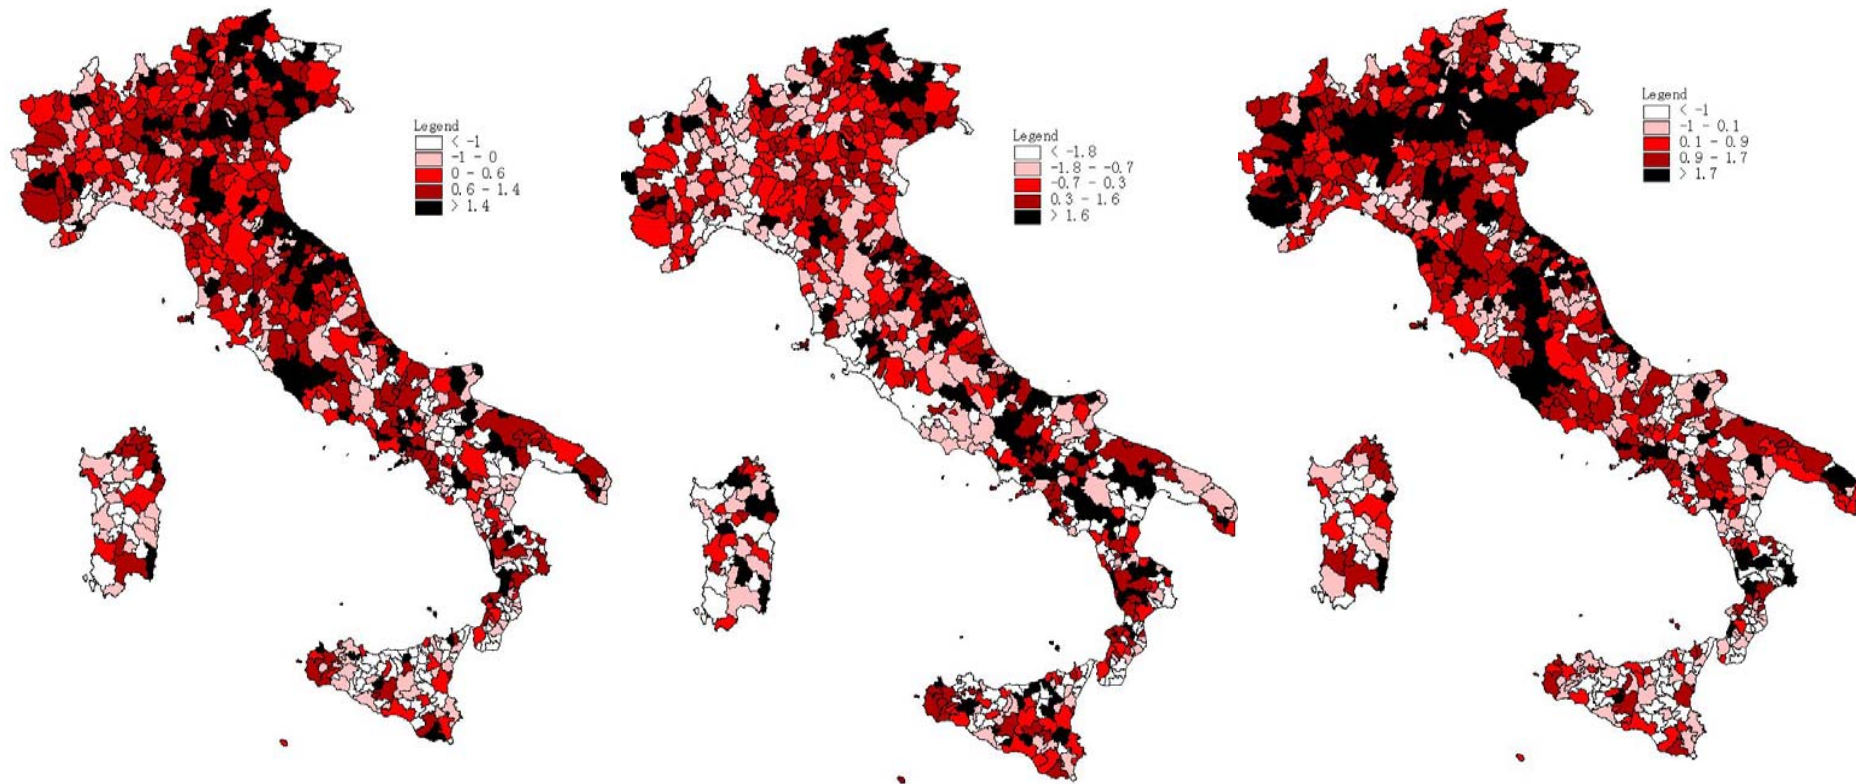 Legend
< -1
-1 - 0
0 - 0.6
0.6 - 1.4
> 1.4
Legend
< -1.8
-1.8 - -0.7
-0.7 - 0.3
0.3 - 1.6
> 1.6
Legend
< -1
-1 - 0.1
0.1 - 0.9
0.9 - 1.7
> 1.7